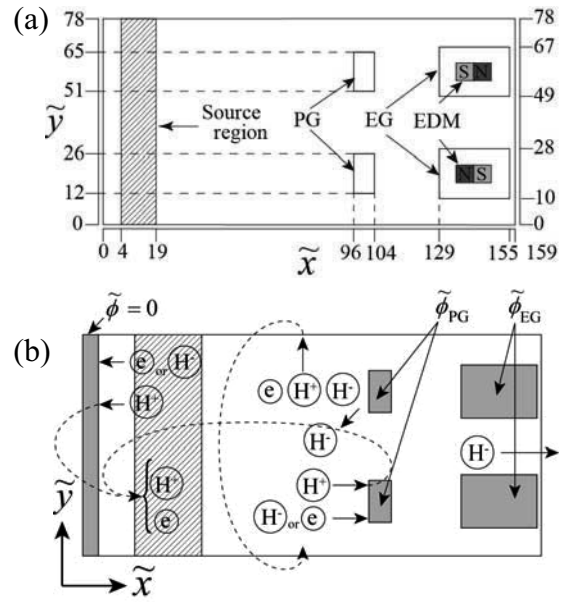 (a)
78 78
65 67
51 49
26 28
12 10
0 0
ỹ
Source region
PG
EG
EDM
S N
N S
0 4 19 96 104 129 155 159
x̃
(b)
ϕ̃ = 0
ϕ̃PG
ϕ̃EG
e or H-
H+
e H+ H-
H-
H-
H+
H+
H- or e
e
ỹ
x̃